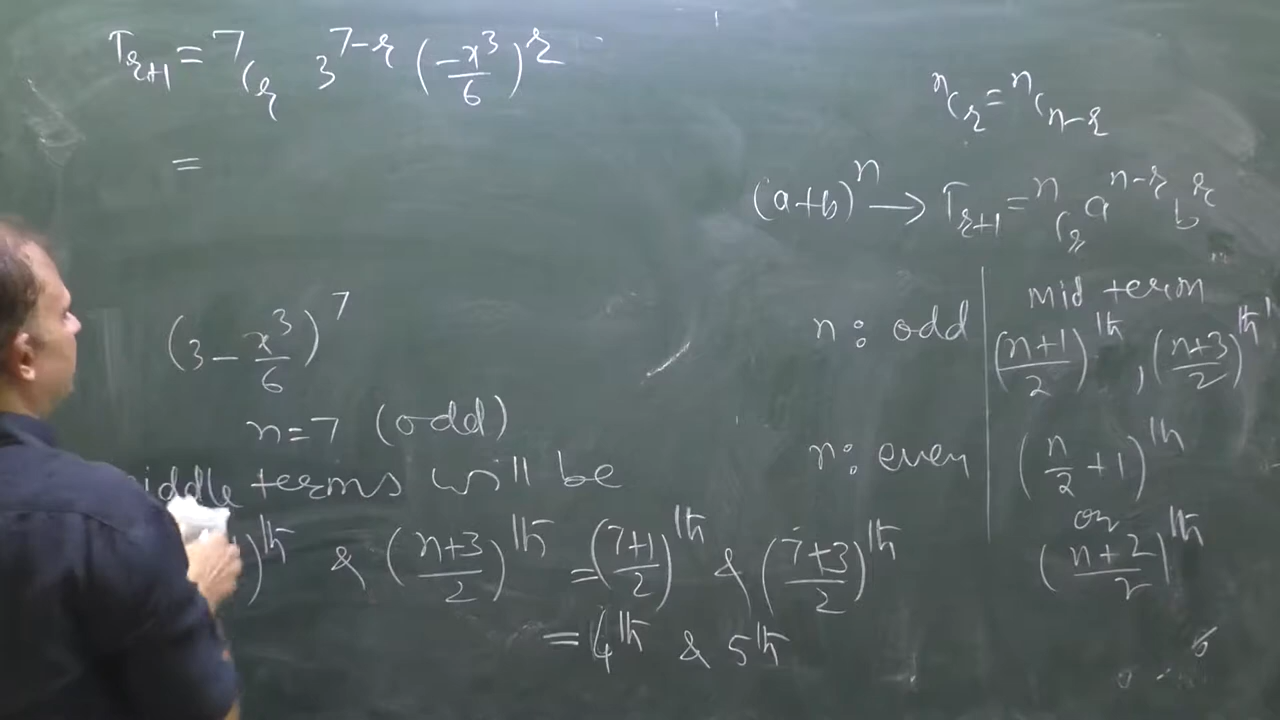 T_{r+1} = ⁷C_r 3^{7-r} (-x³/6)^r
=
(3 - x³/6)⁷
n=7 (odd)
middle terms will be
)^{th} & ((n+3)/2)^{th} = ((7+1)/2)^{th} & ((7+3)/2)^{th}
= 4^{th} & 5^{th}
ⁿC_r = ⁿC_{n-r}
(a+b)ⁿ → T_{r+1} = ⁿC_r a^{n-r} b^r
mid term
n: odd ((n+1)/2)^{th}, ((n+3)/2)^{th}
n: even (n/2 + 1)^{th}
or
((n+2)/2)^{th}